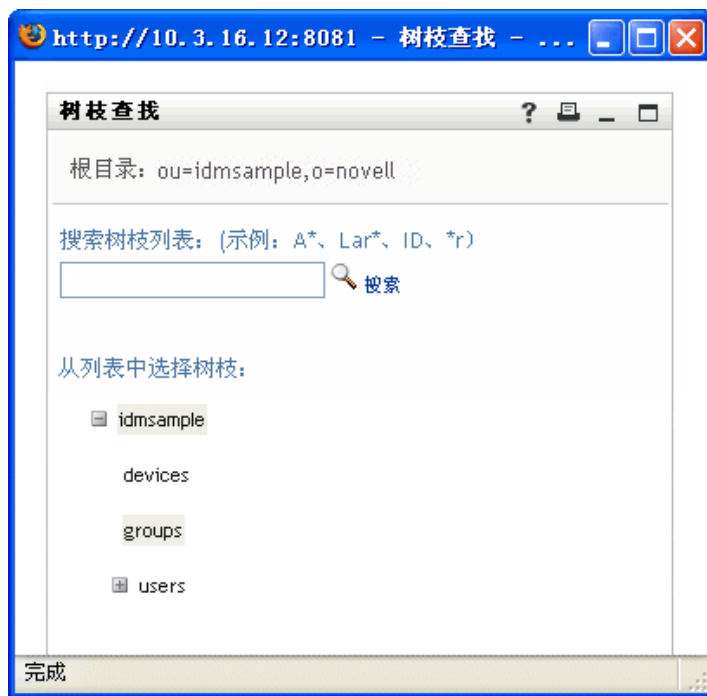 http://10.3.16.12:8081 - 树枝查找 - ...
树枝查找
根目录：ou=idmsample,o=novell
搜索树枝列表：(示例：A*、Lar*、ID、*r)
搜索
从列表中选择树枝：
idmsample
devices
groups
users
完成